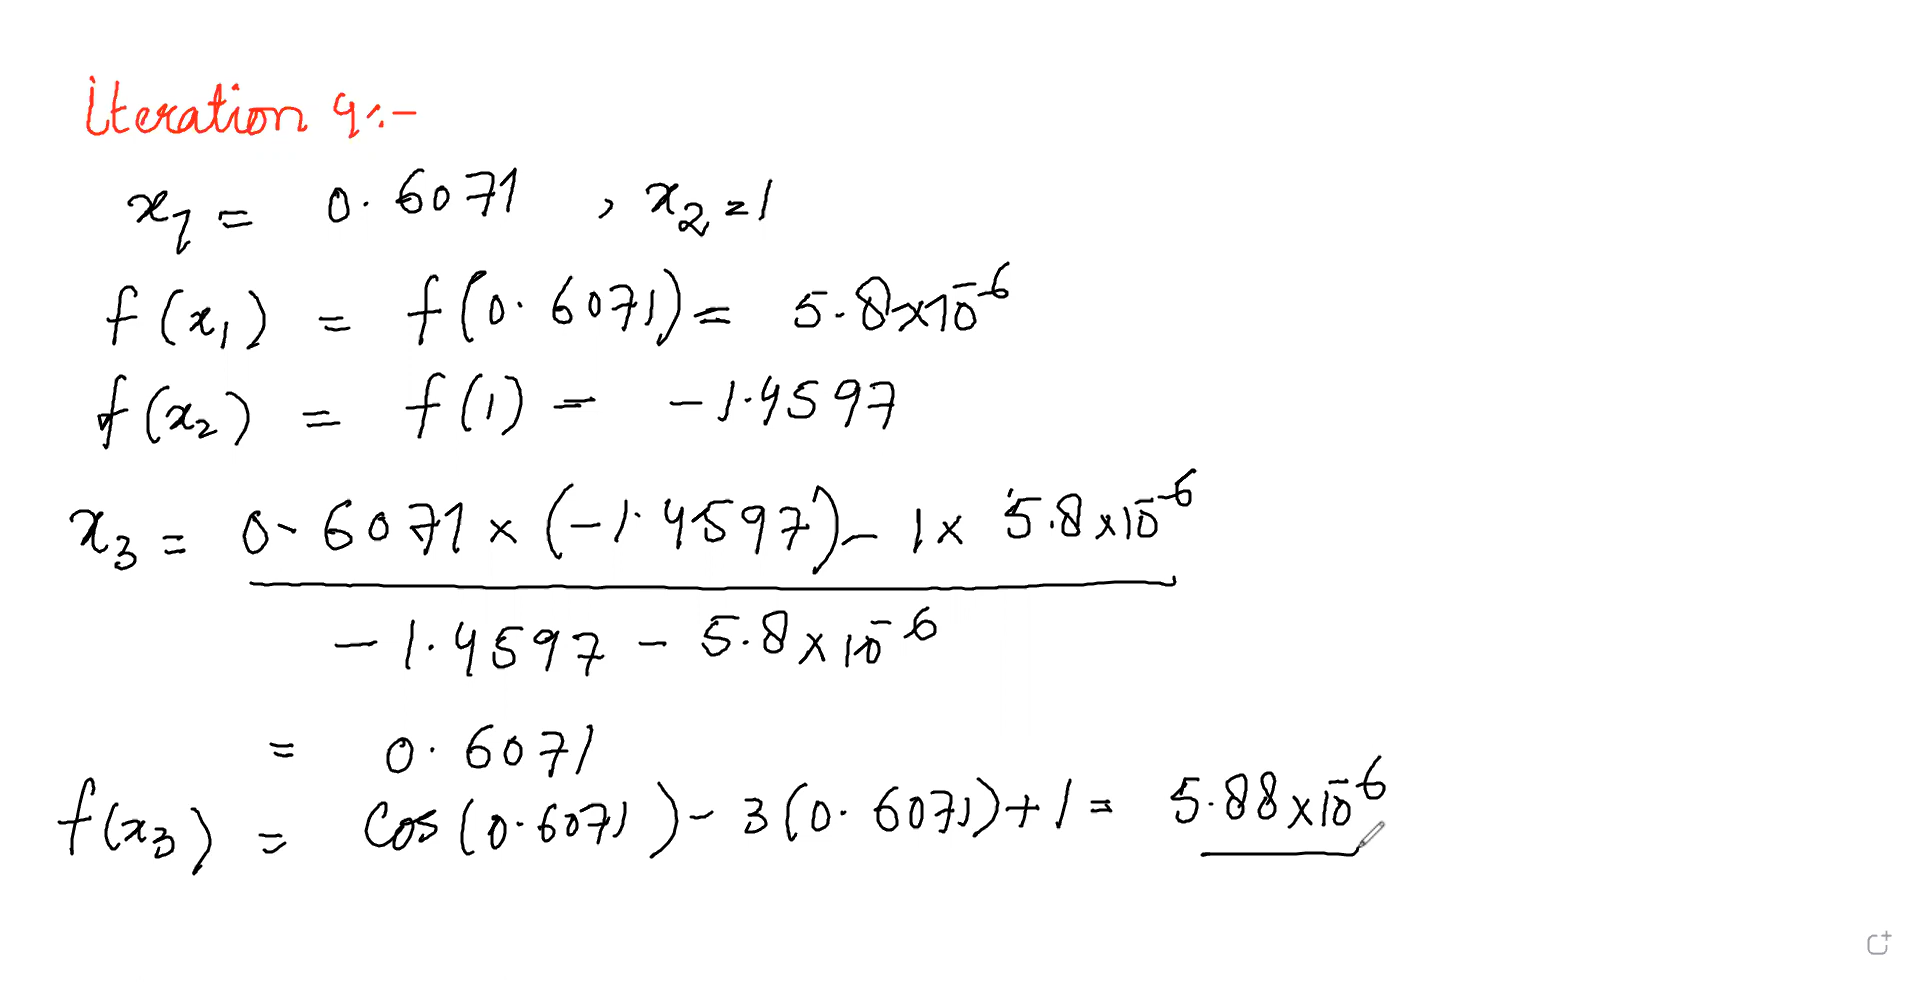 iteration 4:-
x₁ = 0.6071 , x₂ = 1
f(x₁) = f(0.6071) = 5.8×10⁻⁶
f(x₂) = f(1) = -1.4597
x₃ = 0.6071 × (-1.4597) - 1 × 5.8×10⁻⁶
-1.4597 - 5.8×10⁻⁶
= 0.6071
f(x₃) = Cos(0.6071) - 3(0.6071) + 1 = 5.88×10⁻⁶